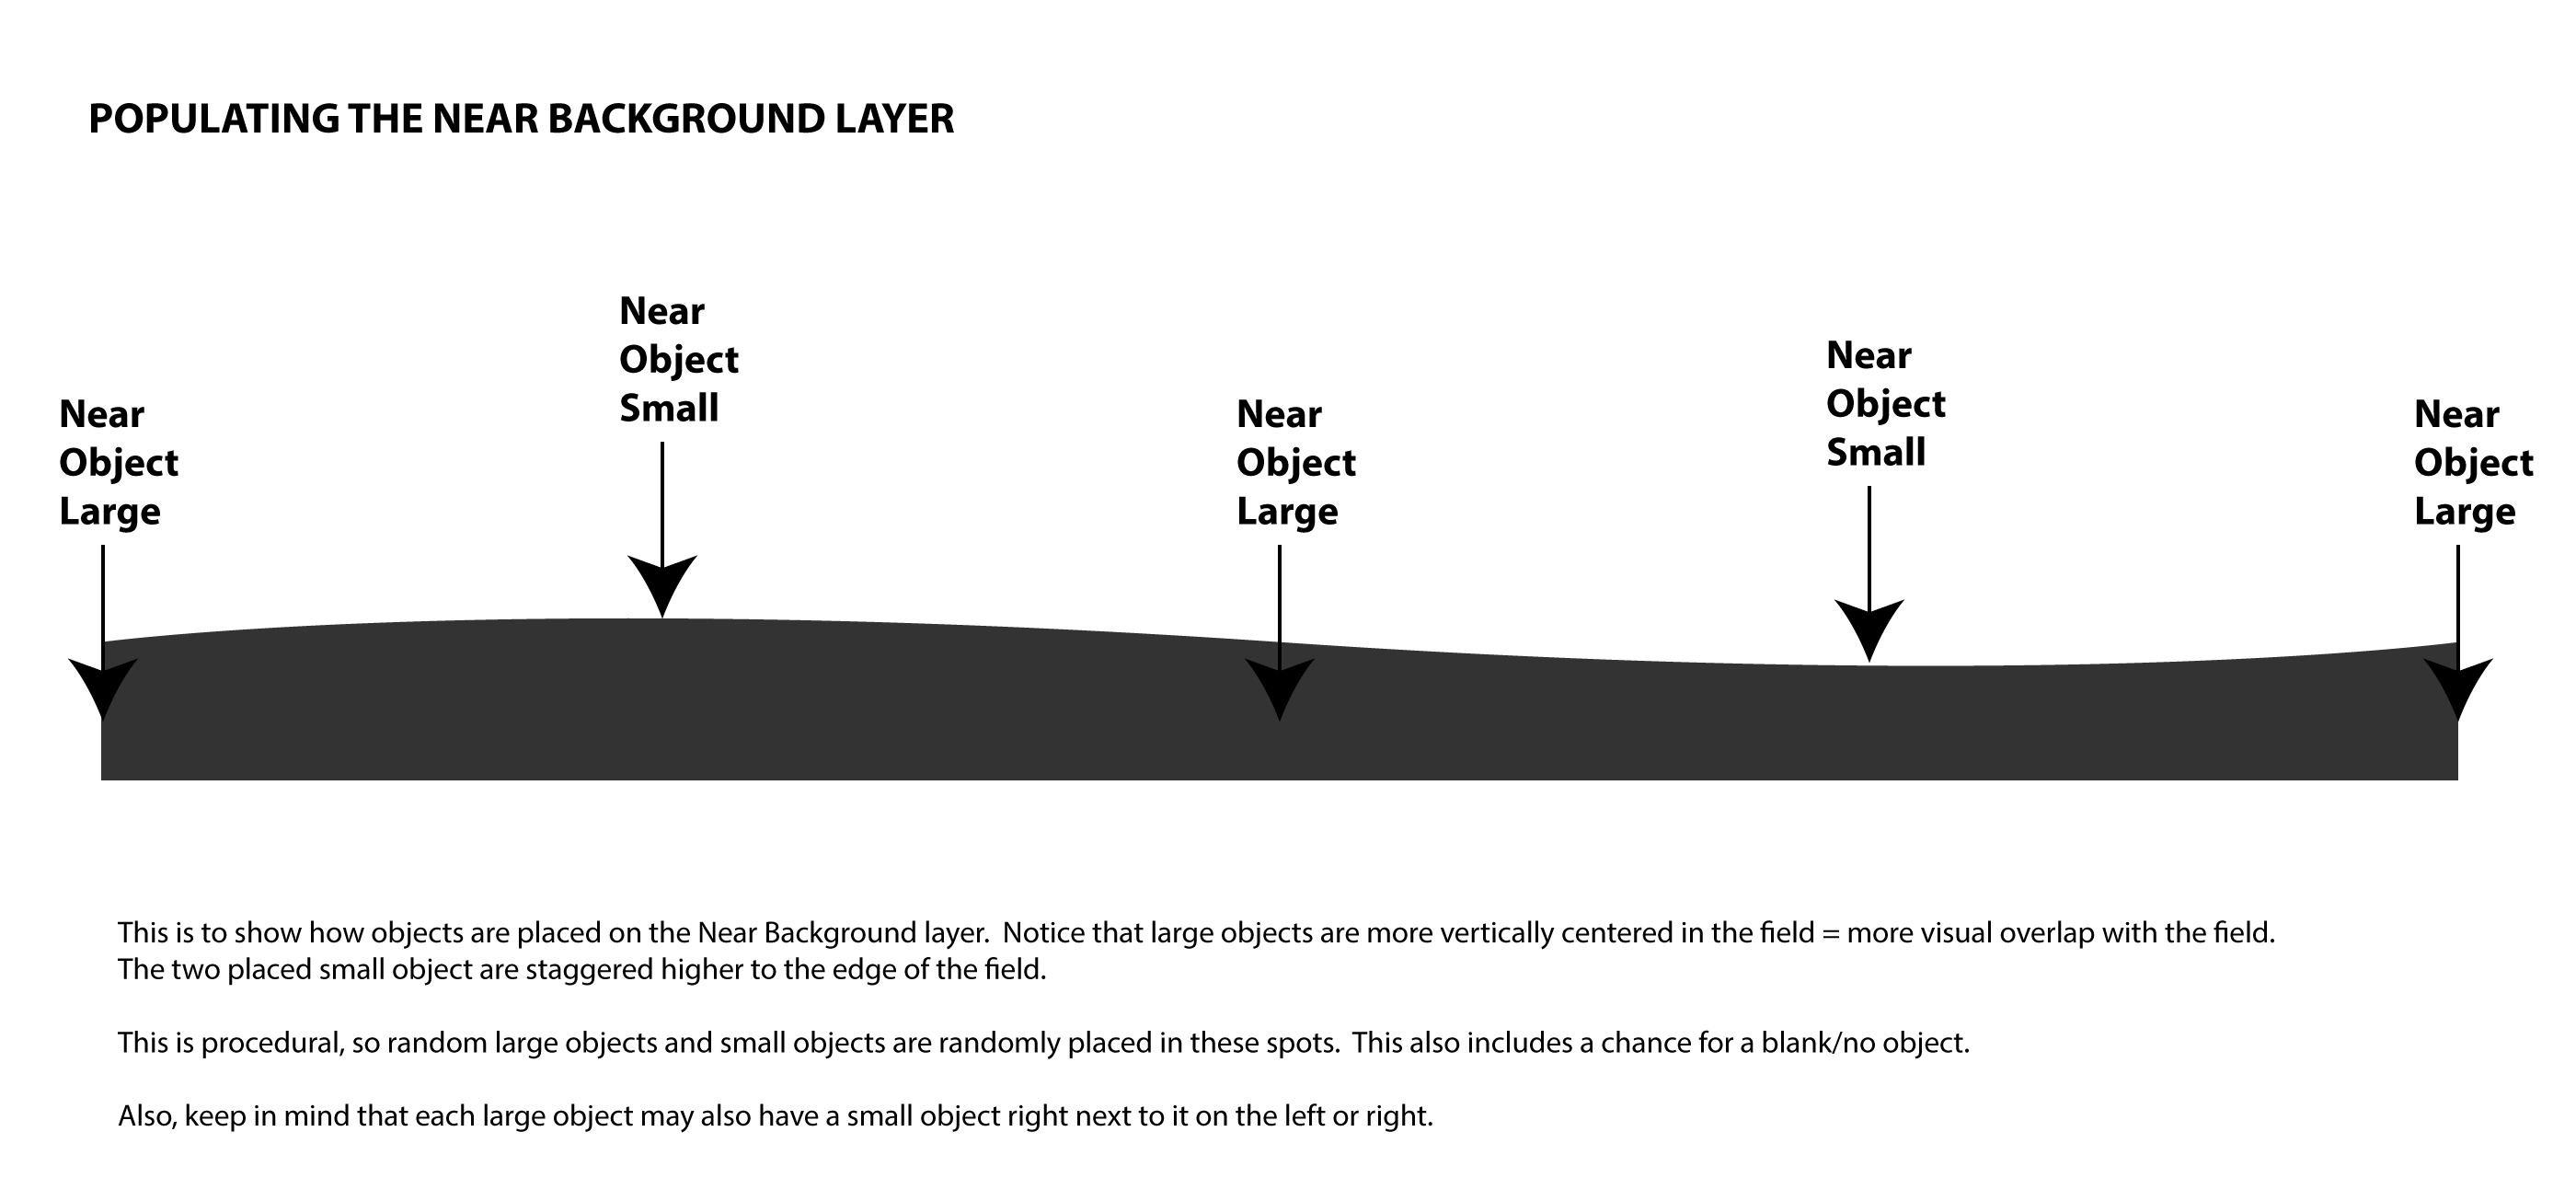 POPULATING THE NEAR BACKGROUND LAYER
Near
Object
Large
Near
Object
Small
Near
Object
Large
Near
Object
Small
Near
Object
Large
This is to show how objects are placed on the Near Background layer.  Notice that large objects are more vertically centered in the field = more visual overlap with the field.
The two placed small object are staggered higher to the edge of the field.
This is procedural, so random large objects and small objects are randomly placed in these spots.  This also includes a chance for a blank/no object.
Also, keep in mind that each large object may also have a small object right next to it on the left or right.